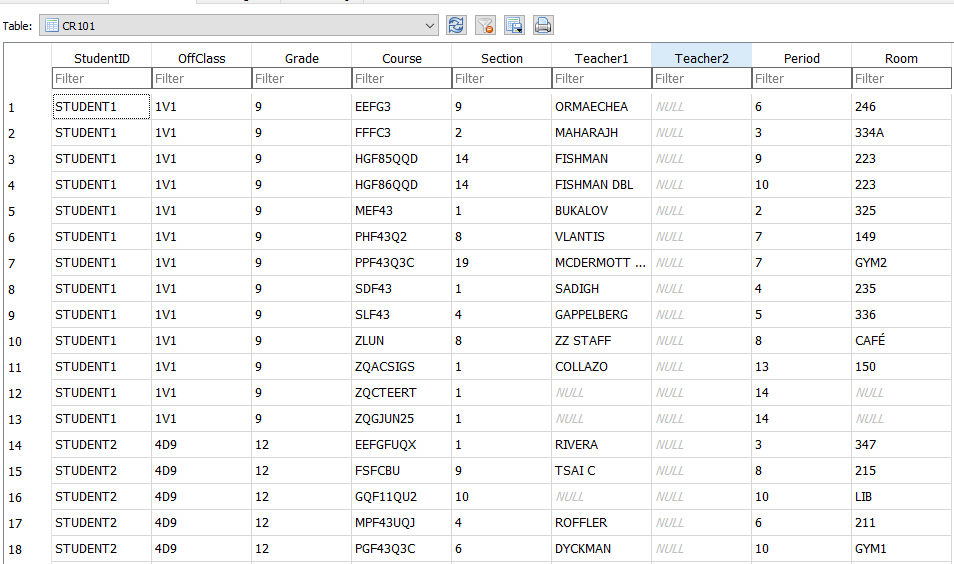 Table: CR101
StudentID OffClass Grade Course Section Teacher1 Teacher2 Period Room
Filter Filter Filter Filter Filter Filter Filter Filter Filter
1 STUDENT1 1V1 9 EEFG3 9 ORMAECHEA NULL 6 246
2 STUDENT1 1V1 9 FFFC3 2 MAHARAJH NULL 3 334A
3 STUDENT1 1V1 9 HGF85QQD 14 FISHMAN NULL 9 223
4 STUDENT1 1V1 9 HGF86QQD 14 FISHMAN DBL NULL 10 223
5 STUDENT1 1V1 9 MEF43 1 BUKALOV NULL 2 325
6 STUDENT1 1V1 9 PHF43Q2 8 VLANTIS NULL 7 149
7 STUDENT1 1V1 9 PPF43Q3C 19 MCDERMOTT ... NULL 7 GYM2
8 STUDENT1 1V1 9 SDF43 1 SADIGH NULL 4 235
9 STUDENT1 1V1 9 SLF43 4 GAPPELBERG NULL 5 336
10 STUDENT1 1V1 9 ZLUN 8 ZZ STAFF NULL 8 CAFÉ
11 STUDENT1 1V1 9 ZQACSIGS 1 COLLAZO NULL 13 150
12 STUDENT1 1V1 9 ZQCTEERT 1 NULL NULL 14 NULL
13 STUDENT1 1V1 9 ZQGJUN25 1 NULL NULL 14 NULL
14 STUDENT2 4D9 12 EEFGFUQX 1 RIVERA NULL 3 347
15 STUDENT2 4D9 12 FSFCBU 9 TSAI C NULL 8 215
16 STUDENT2 4D9 12 GQF11QU2 10 NULL NULL 10 LIB
17 STUDENT2 4D9 12 MPF43UQJ 4 ROFFLER NULL 6 211
18 STUDENT2 4D9 12 PGF43Q3C 6 DYCKMAN NULL 10 GYM1